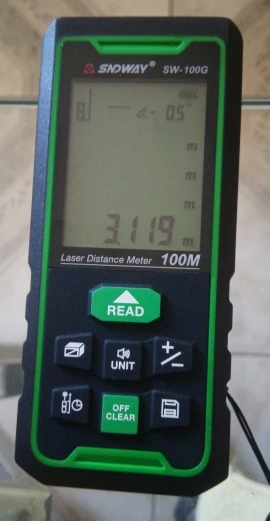 SNDWAY® SW-100G
0.5°
m
m
m
3.119 m
Laser Distance Meter 100M
READ
UNIT
+/−
OFF
CLEAR